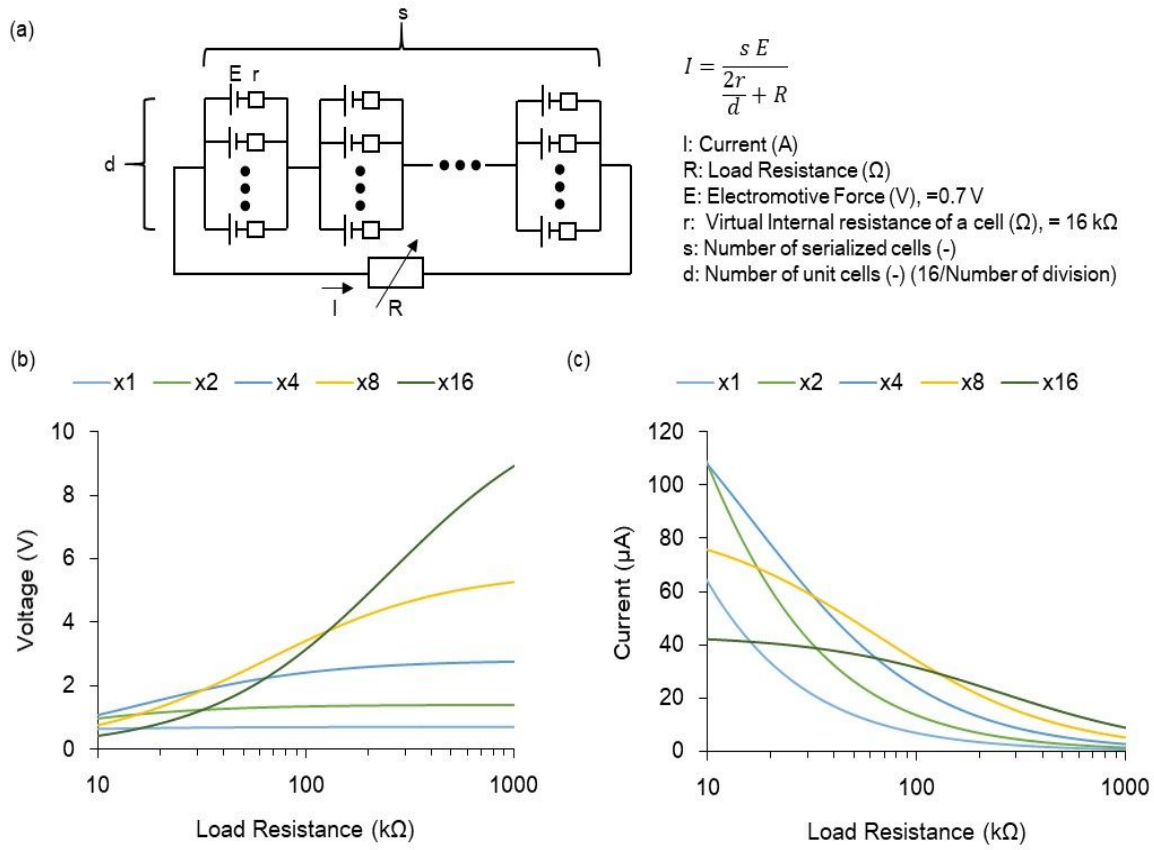 (a)
s
E r
d
I
R
I = s E / (2r/d + R)
I: Current (A)
R: Load Resistance (Ω)
E: Electromotive Force (V), =0.7 V
r: Virtual Internal resistance of a cell (Ω), = 16 kΩ
s: Number of serialized cells (-)
d: Number of unit cells (-) (16/Number of division)
(b)
x1 x2 x4 x8 x16
Voltage (V)
10
8
6
4
2
0
10 100 1000
Load Resistance (kΩ)
(c)
x1 x2 x4 x8 x16
Current (µA)
120
100
80
60
40
20
0
10 100 1000
Load Resistance (kΩ)